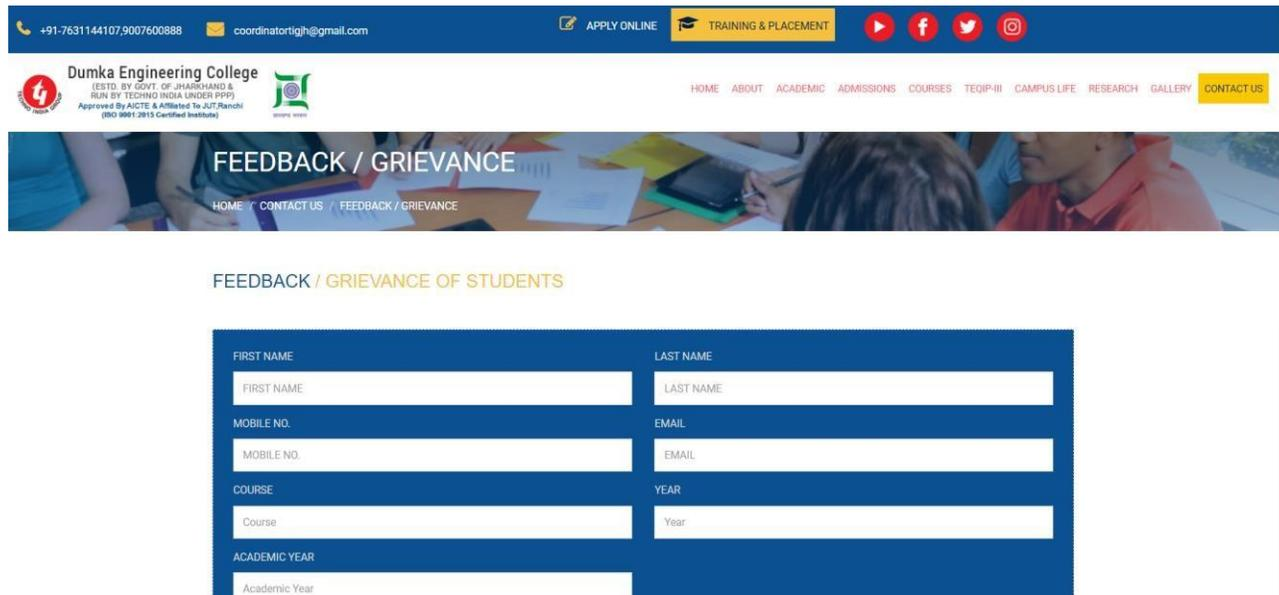 +91-7631144107,9007600888 coordinatortigjh@gmail.com APPLY ONLINE TRAINING & PLACEMENT
Dumka Engineering College
(ESTD. BY GOVT. OF JHARKHAND &
RUN BY TECHNO INDIA UNDER PPP)
Approved By AICTE & Affiliated To JUT,Ranchi
(ISO 9001:2015 Certified Institute)
TECHNO INDIA GROUP
HOME ABOUT ACADEMIC ADMISSIONS COURSES TEQIP-III CAMPUS LIFE RESEARCH GALLERY CONTACT US
FEEDBACK / GRIEVANCE
HOME / CONTACT US / FEEDBACK / GRIEVANCE
FEEDBACK / GRIEVANCE OF STUDENTS
FIRST NAME LAST NAME
FIRST NAME LAST NAME
MOBILE NO. EMAIL
MOBILE NO. EMAIL
COURSE YEAR
Course Year
ACADEMIC YEAR
Academic Year